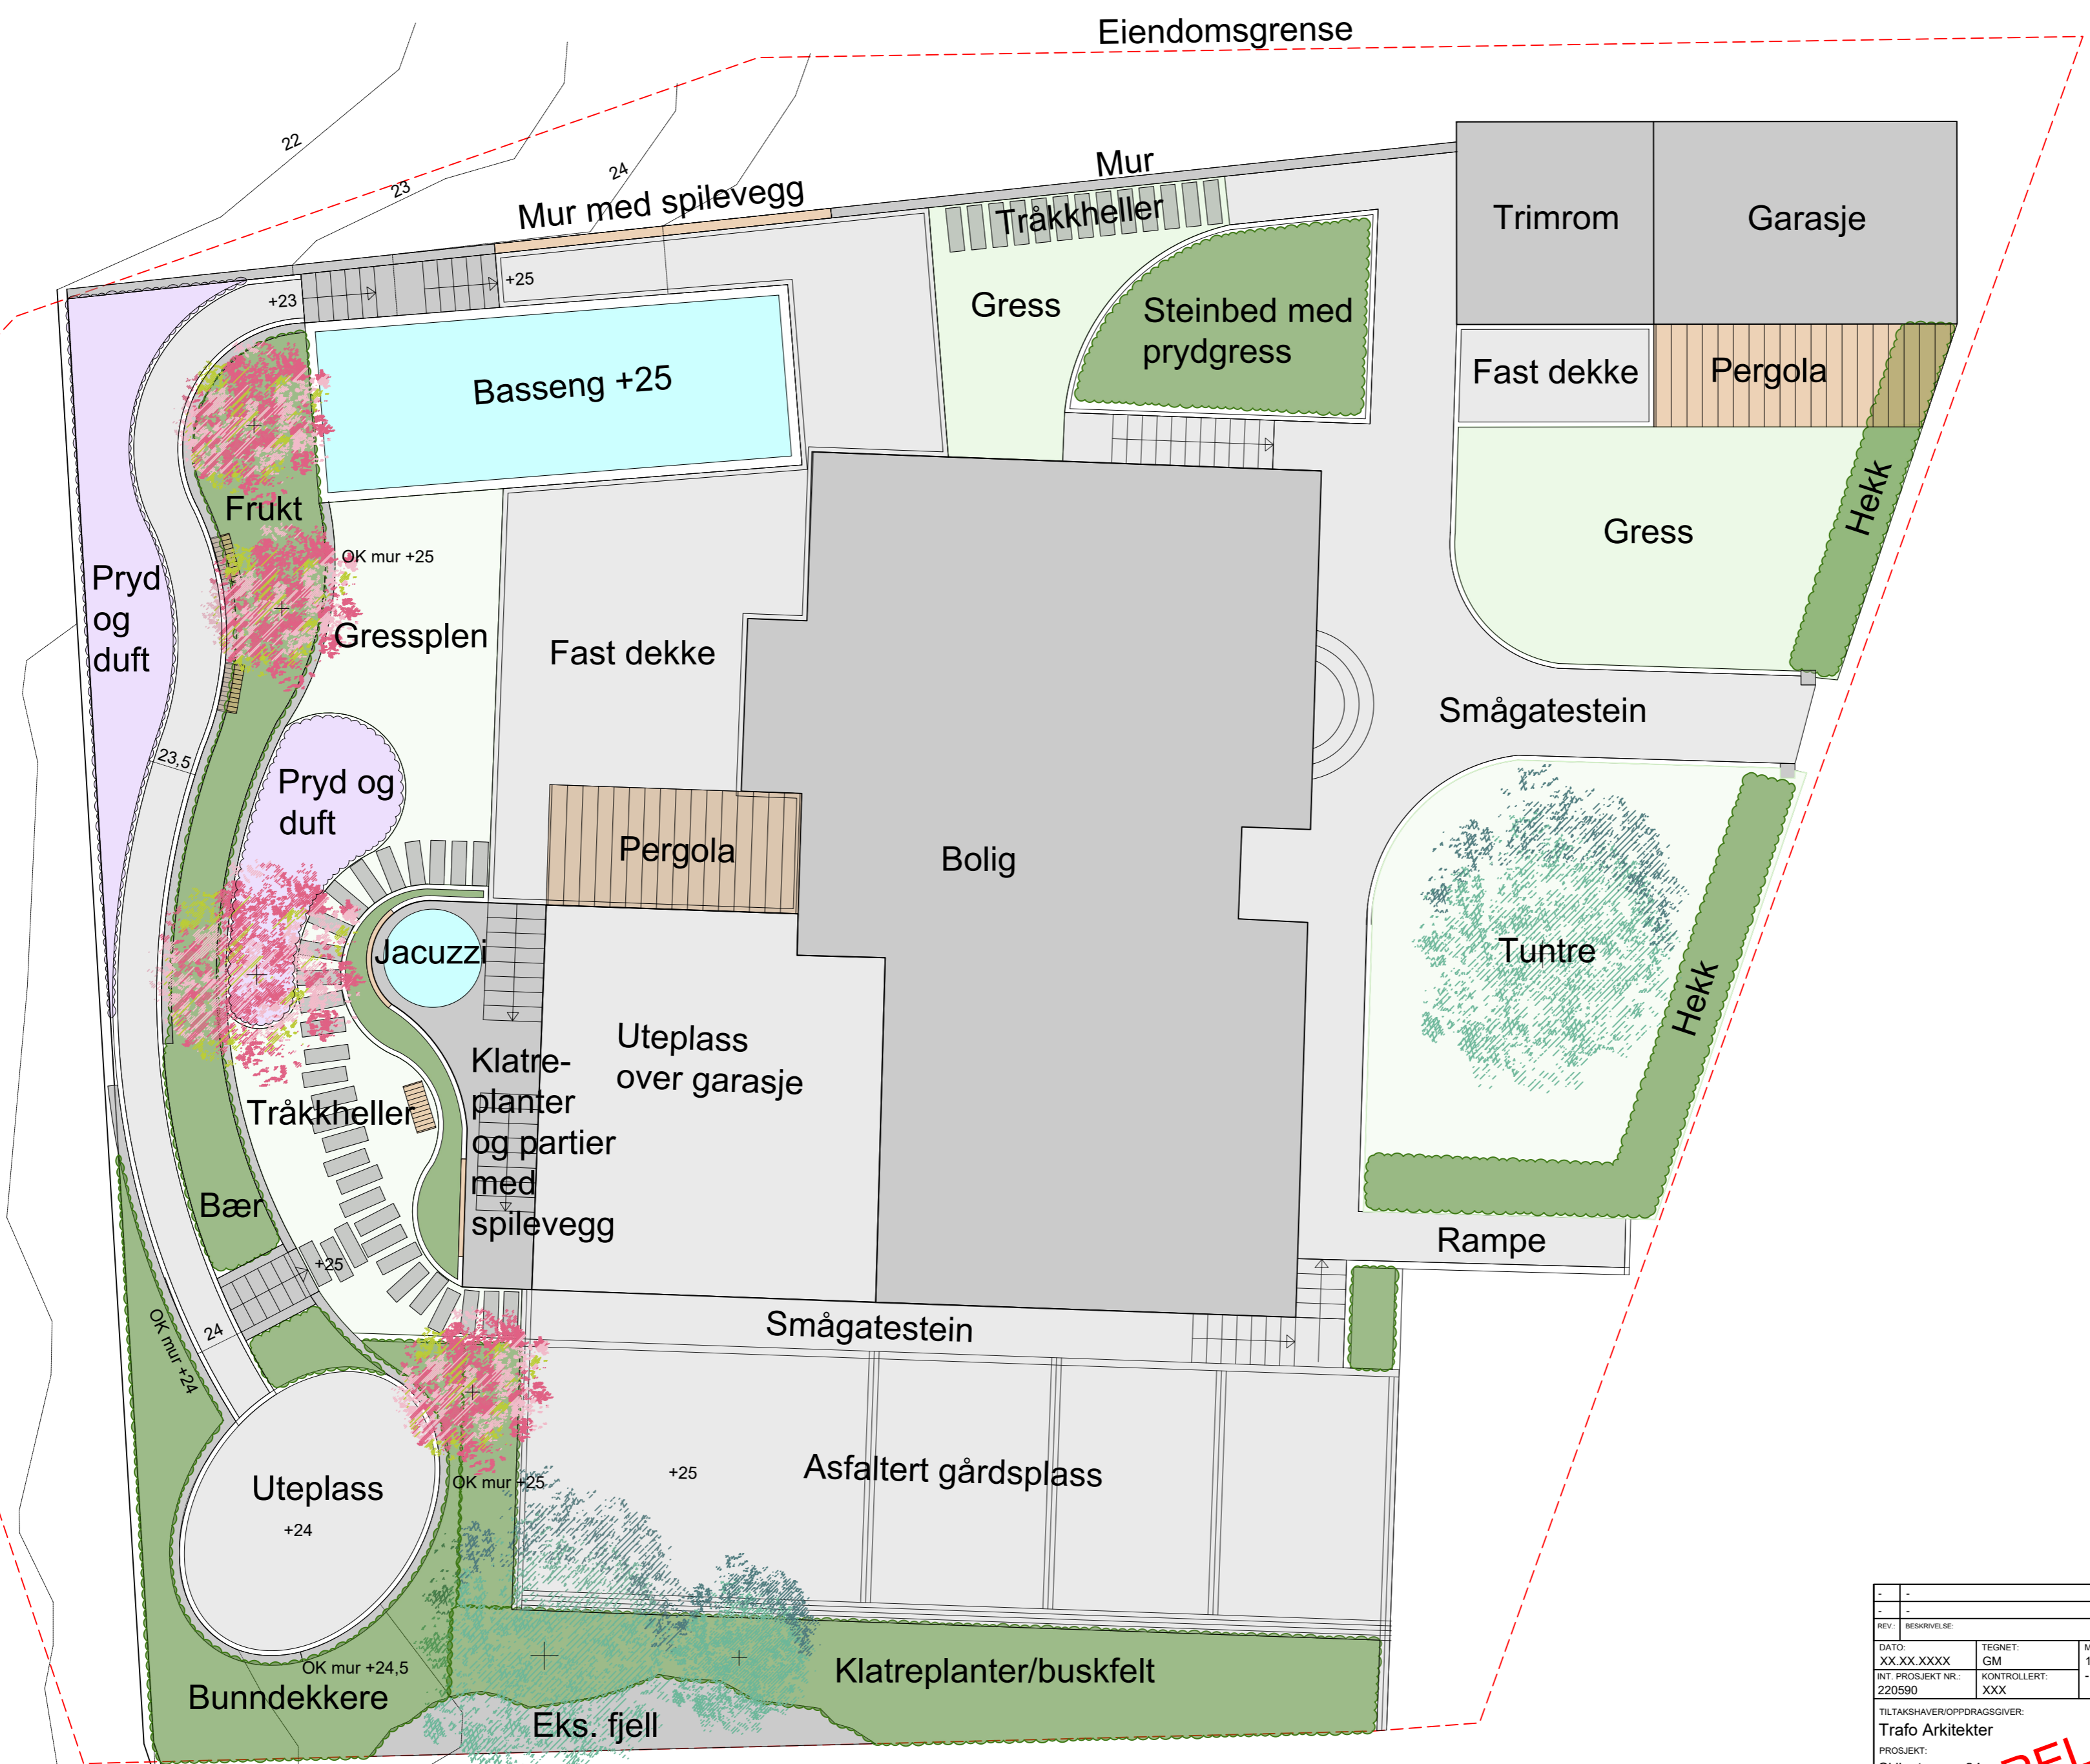 Eiendomsgrense
22
23
24
Mur
Mur med spilevegg
Tråkkheller
Trimrom
Garasje
+23
+25
Gress
Steinbed med
prydgress
Basseng +25
Fast dekke
Pergola
Hekk
Frukt
Gress
OK mur +25
Pryd
og
duft
Gressplen
Fast dekke
Smågatestein
23,5
Pryd og
duft
Pergola
Bolig
Jacuzzi
Tuntre
Hekk
Uteplass
over garasje
Klatre-
planter
og partier
med
spilevegg
Tråkkheller
Bær
Rampe
+25
OK mur +24
24
Smågatestein
Uteplass
+24
OK mur +25
+25
Asfaltert gårdsplass
OK mur +24,5
Bunndekkere
Klatreplanter/buskfelt
Eks. fjell
- -
- -
REV.: BESKRIVELSE:
DATO: TEGNET:
XX.XX.XXXX GM
INT. PROSJEKT NR.: KONTROLLERT:
220590 XXX
TILTAKSHAVER/OPPDRAGSGIVER:
Trafo Arkitekter
PROSJEKT: